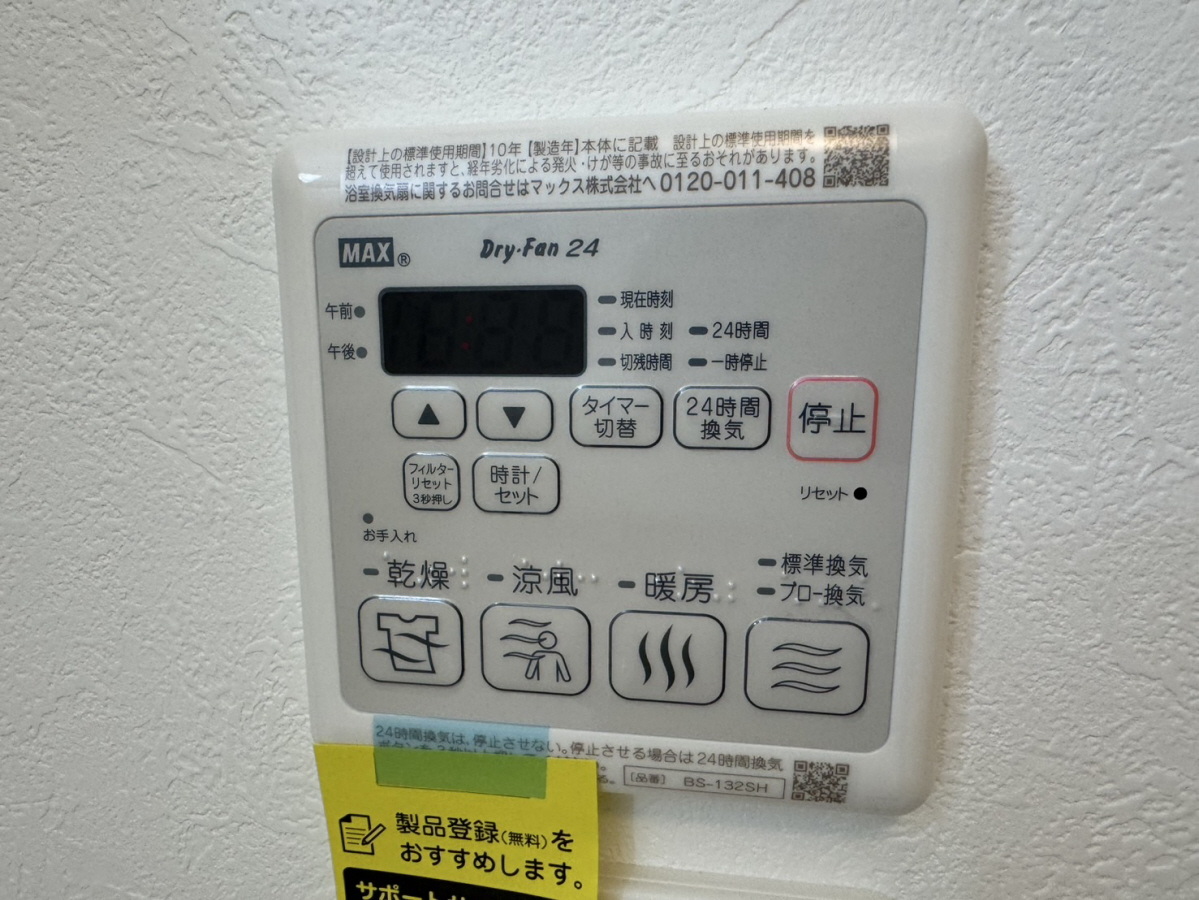 【設計上の標準使用期間】10年【製造年】本体に記載 設計上の標準使用期間を
超えて使用されますと、経年劣化による発火・けが等の事故に至るおそれがあります。
浴室換気扇に関するお問合せはマックス株式会社へ 0120-011-408
MAX® Dry・Fan 24
午前
午後
現在時刻
入時刻 24時間
切残時間 一時停止
▲ ▼ タイマー切替 24時間換気 停止
フィルターリセット3秒押し 時計/セット
リセット
お手入れ
乾燥 涼風 暖房 標準換気
ブロー換気
24時間換気は、停止させない。停止させる場合は24時間換気
[品番] BS-132SH
製品登録(無料)を
おすすめします。
サポート